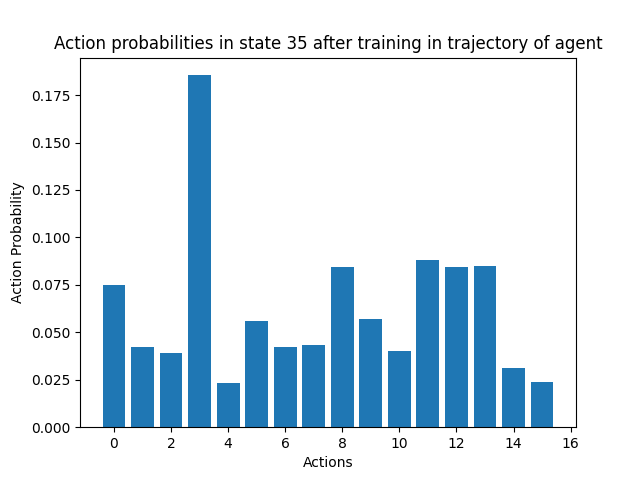 Action probabilities in state 35 after training in trajectory of agent
0.175
0.150
0.125
0.100
0.075
0.050
0.025
0.000
Action Probability
0 2 4 6 8 10 12 14 16
Actions